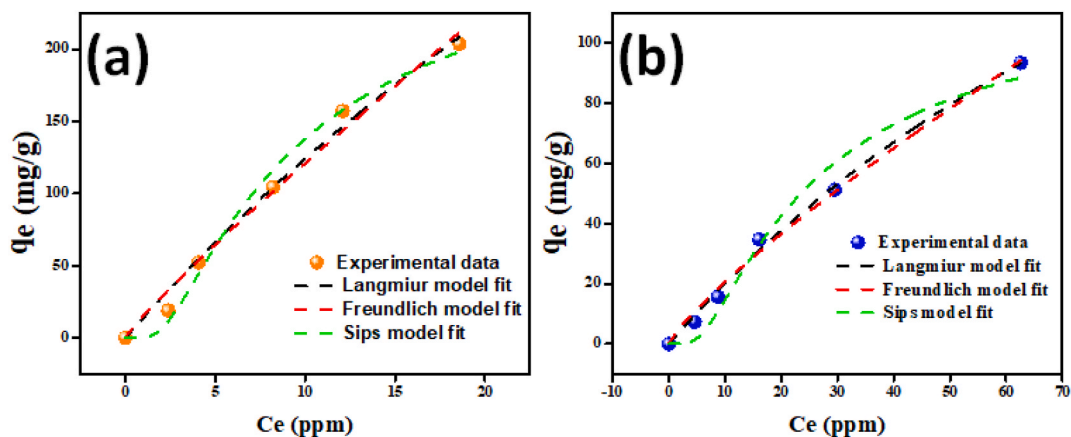 (a)
200
150
100
50
0
qe (mg/g)
Experimental data
Langmiur model fit
Freundlich model fit
Sips model fit
0 5 10 15 20
Ce (ppm)
(b)
100
80
60
40
20
0
qe (mg/g)
Experimental data
Langmiur model fit
Freundlich model fit
Sips model fit
-10 0 10 20 30 40 50 60 70
Ce (ppm)